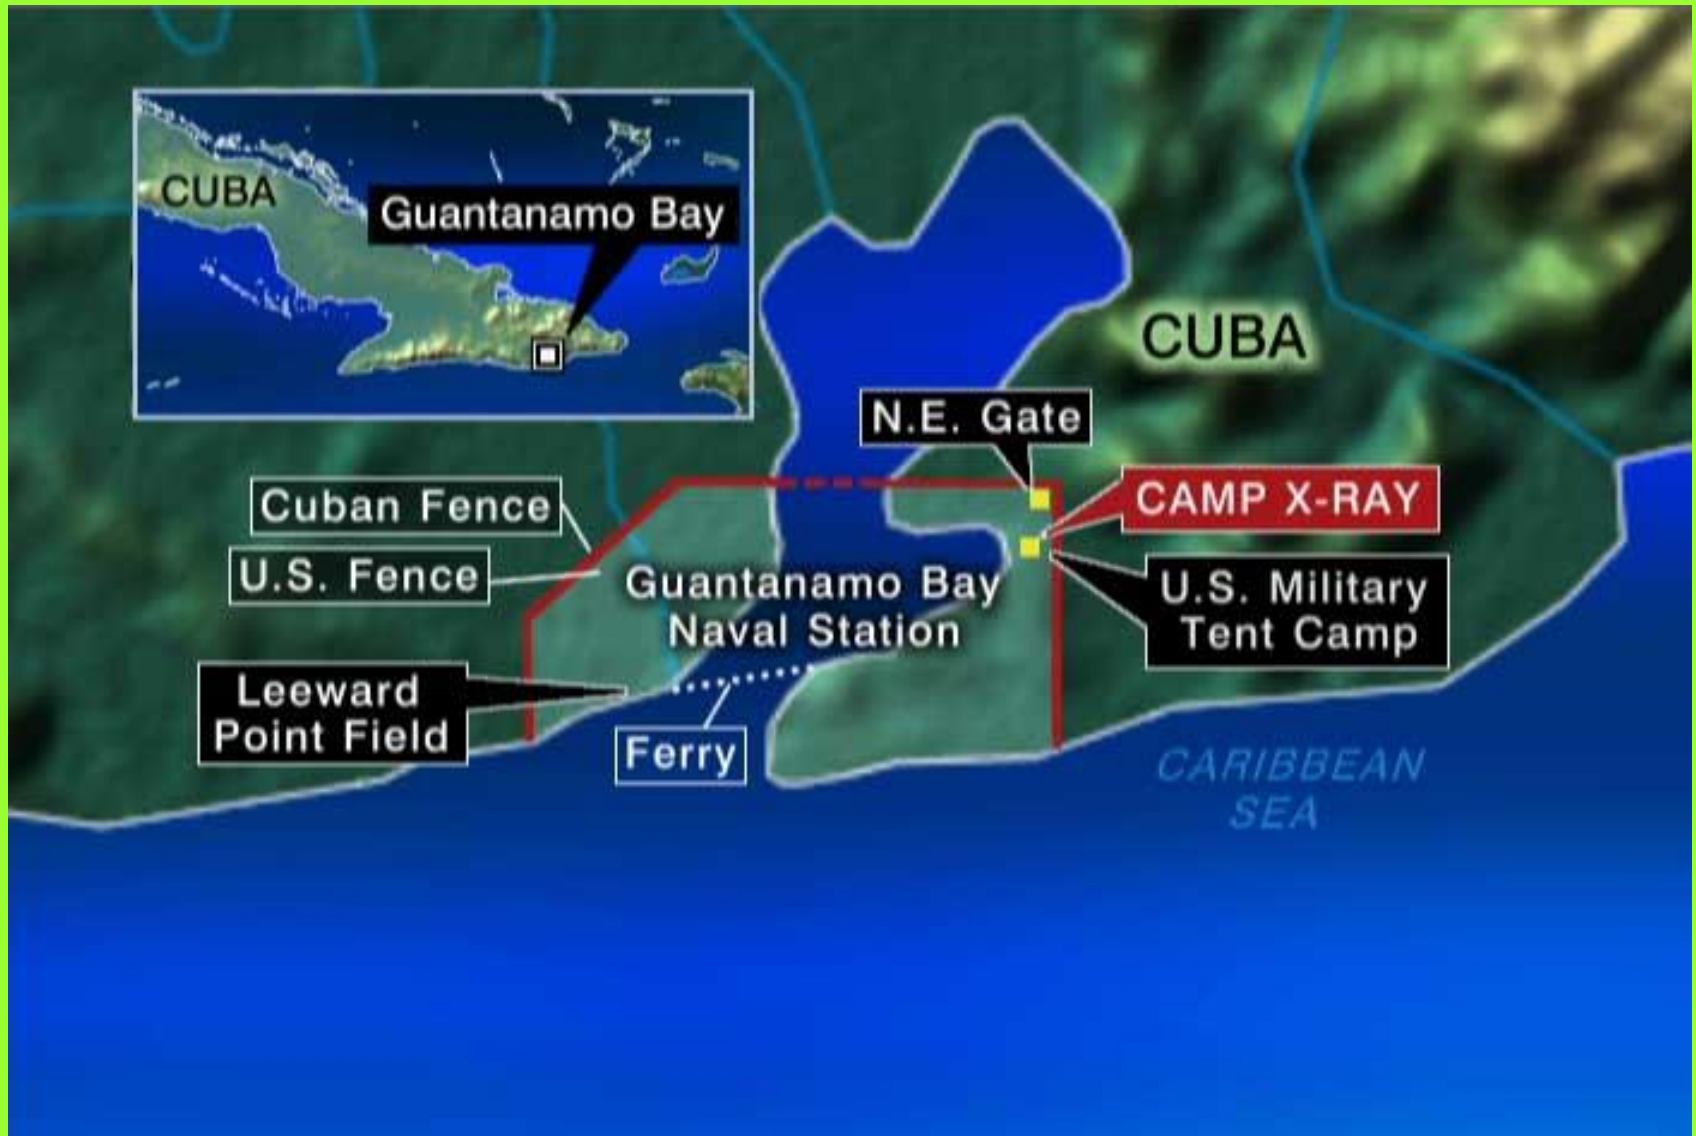 CUBA
Guantanamo Bay
CUBA
N.E. Gate
CAMP X-RAY
Cuban Fence
U.S. Fence
Guantanamo Bay
Naval Station
U.S. Military
Tent Camp
Leeward
Point Field
Ferry
CARIBBEAN
SEA